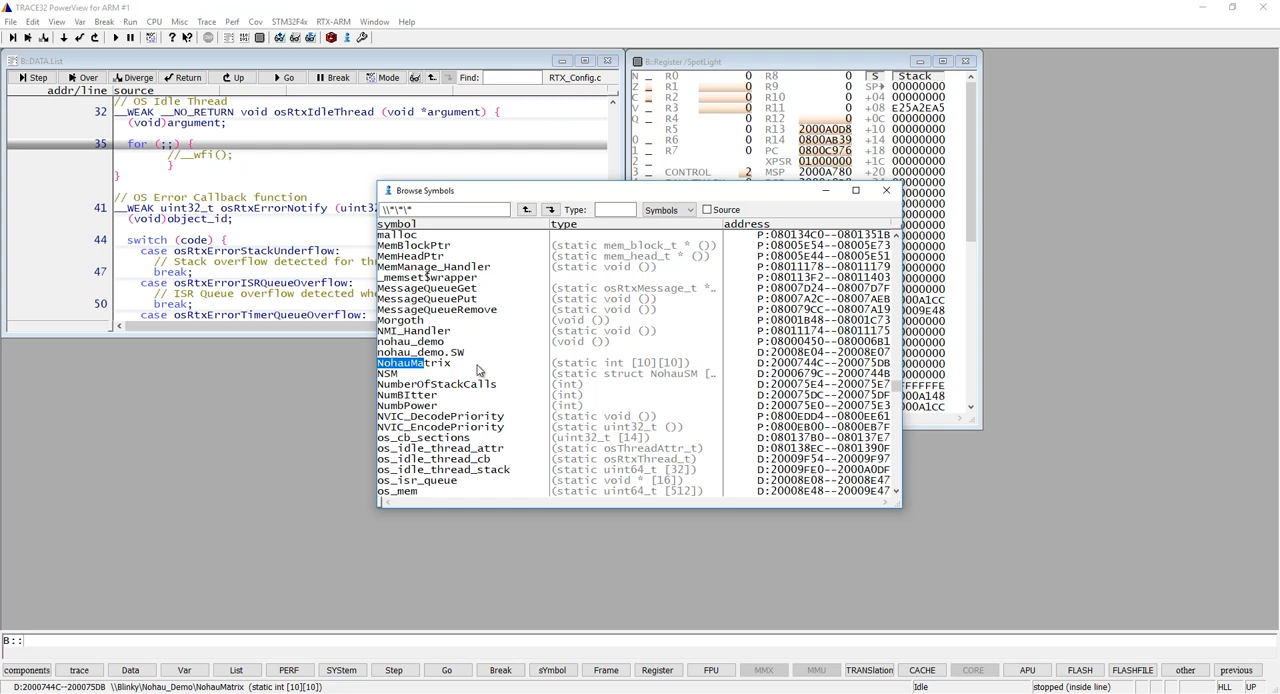 TRACE32 PowerView for ARM #1
File Edit View Var Break Run CPU Misc Trace Perf Cov STM32F4x RTX-ARM Window Help
B::DATA.List
Step Over Diverge Return Up Go Break Mode Find: RTX_Config.c
addr/line source
// OS Idle Thread
32 __WEAK __NO_RETURN void osRtxIdleThread (void *argument) {
(void)argument;
35 for (;;) {
//__wfi();
}
}
// OS Error Callback function
41 __WEAK uint32_t osRtxErrorNotify (uint32
(void)object_id;
44 switch (code) {
case osRtxErrorStackUnderflow:
// Stack overflow detected for thr
47 break;
case osRtxErrorISRQueueOverflow:
// ISR Queue overflow detected whe
50 break;
case osRtxErrorTimerQueueOverflow:
B::Register/SpotLight
N _ R0 0 R8 0 S Stack
Z _ R1 0 R9 0 SP 00000000
C _ R2 0 R10 0 +04 00000000
V _ R3 0 R11 0 +08 E25A2EA5
Q _ R4 0 R12 0 +0C 00000000
R5 0 R13 2000A0D8 +10 00000000
0 _ R6 0 R14 0800AB39 +14 00000000
1 _ R7 0 PC 0800C976 +18 00000000
2 _ XPSR 01000000 +1C 00000000
3 _ CONTROL 2 MSP 2000A780 +20 00000000
Browse Symbols
\\*\*\* Type: Symbols Source
symbol type address
malloc P:080134C0--0801351B
MemBlockPtr (static mem_block_t * ()) P:08005E54--08005E73
MemHeadPtr (static mem_head_t * ()) P:08005E44--08005E51
MemManage_Handler (static void ()) P:08011178--08011179
_memset$wrapper P:080113F2--08011403
MessageQueueGet (static osRtxMessage_t *.. P:08007D24--08007D7F
MessageQueuePut (static void ()) P:08007A2C--08007AEB
MessageQueueRemove (static void ()) P:080079CC--08007A19
Morgoth (void ()) P:08001B48--08001C73
NMI_Handler (static void ()) P:08011174--08011175
nohau_demo (void ()) P:08000450--080006B1
nohau_demo.SW D:20008E04--20008E07
NohauMatrix (static int [10][10]) D:2000744C--200075DB
NSM (static struct NohauSM [.. D:2000679C--2000744B
NumberOfStackCalls (int) D:200075E4--200075E7
NumBItter (int) D:200075DC--200075DF
NumbPower (int) D:200075E0--200075E3
NVIC_DecodePriority (static void ()) P:0800EDD4--0800EE61
NVIC_EncodePriority (static uint32_t ()) P:0800EB00--0800EB7F
os_cb_sections (uint32_t [14]) D:080137B0--080137E7
os_idle_thread_attr (static osThreadAttr_t) D:080138EC--0801390F
os_idle_thread_cb (static osRtxThread_t) D:20009F54--20009F97
os_idle_thread_stack (static uint64_t [32]) D:20009FE0--2000A0DF
os_isr_queue (static void * [16]) D:20008E08--20008E47
os_mem (static uint64_t [512]) D:20008E48--20009E47
B::
components trace Data Var List PERF SYStem Step Go Break sYmbol Frame Register FPU MMX MMU TRANSlation CACHE CORE APU FLASH FLASHFILE other previous
D:2000744C--200075DB \\Blinky\Nohau_Demo\NohauMatrix (static int [10][10]) Idle stopped (inside line) HLL UP